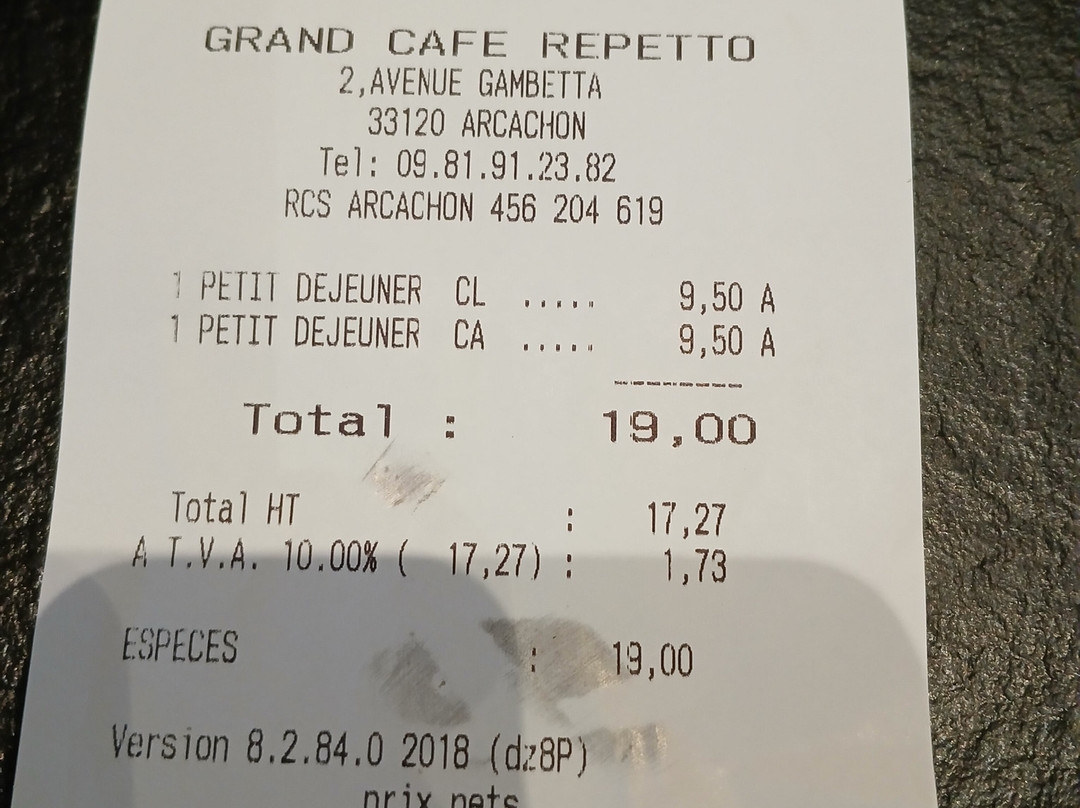 GRAND CAFE REPETTO
2,AVENUE GAMBETTA
33120 ARCACHON
Tel: 09.81.91.23.82
RCS ARCACHON 456 204 619
1 PETIT DEJEUNER CL ..... 9,50 A
1 PETIT DEJEUNER CA ..... 9,50 A
Total : 19,00
Total HT : 17,27
A T.V.A. 10.00% ( 17,27) : 1,73
ESPECES : 19,00
Version 8.2.84.0 2018 (dz8P)
prix nets